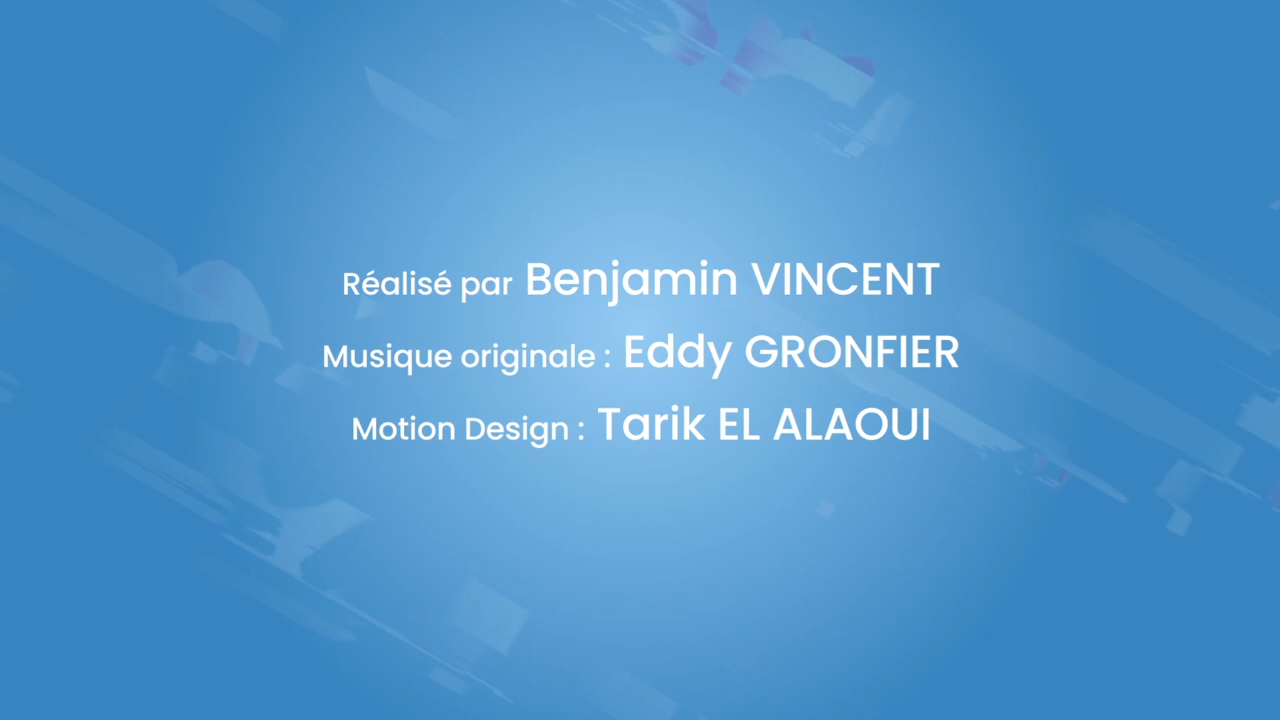 Réalisé par Benjamin VINCENT
Musique originale : Eddy GRONFIER
Motion Design : Tarik EL ALAOUI